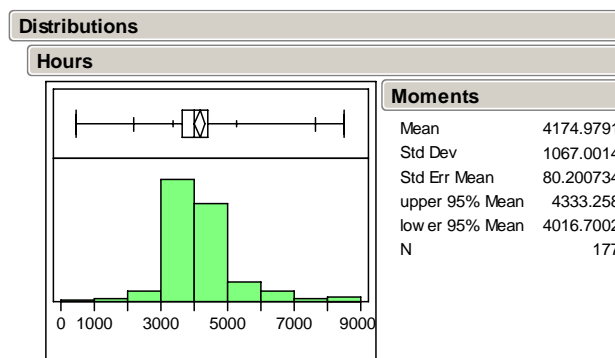 Distributions
Hours
Moments
Mean 4174.9791
Std Dev 1067.0014
Std Err Mean 80.200734
upper 95% Mean 4333.258
lower 95% Mean 4016.7002
N 177
0 1000 3000 5000 7000 9000